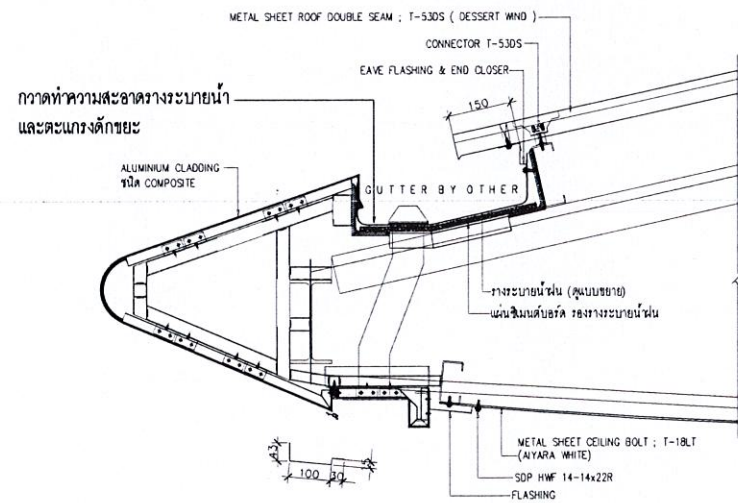 METAL SHEET ROOF DOUBLE SEAM ; T-53DS ( DESSERT WIND )
CONNECTOR T-53DS
EAVE FLASHING & END CLOSER
150
กวาดทำความสะอาดรางระบายน้ำ
และตะแกรงดักขยะ
ALUMINIUM CLADDING
ชนิด COMPOSITE
GUTTER BY OTHER
รางระบายน้ำฝน (ดูแบบขยาย)
แผ่นซีเมนต์บอร์ด รองรางระบายน้ำฝน
METAL SHEET CEILING BOLT ; T-18LT
(AIYARA WHITE)
SDP HWF 14-14x22R
FLASHING
43
100
30